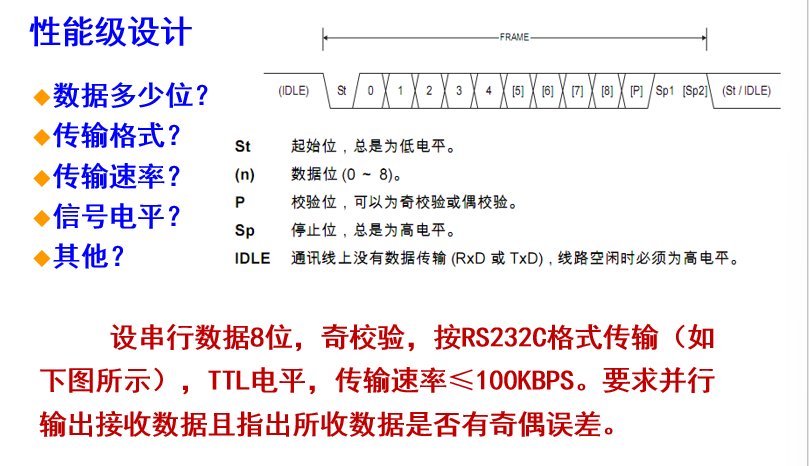 性能级设计
FRAME
(IDLE) St 0 1 2 3 4 [5] [6] [7] [8] [P] Sp1 [Sp2] (St / IDLE)
◆数据多少位?
◆传输格式?
◆传输速率?
◆信号电平?
◆其他?
St 起始位，总是为低电平。
(n) 数据位 (0 ~ 8)。
P 校验位，可以为奇校验或偶校验。
Sp 停止位，总是为高电平。
IDLE 通讯线上没有数据传输 (RxD 或 TxD)，线路空闲时必须为高电平。
设串行数据8位，奇校验，按RS232C格式传输（如
下图所示），TTL电平，传输速率≤100KBPS。要求并行
输出接收数据且指出所收数据是否有奇偶误差。